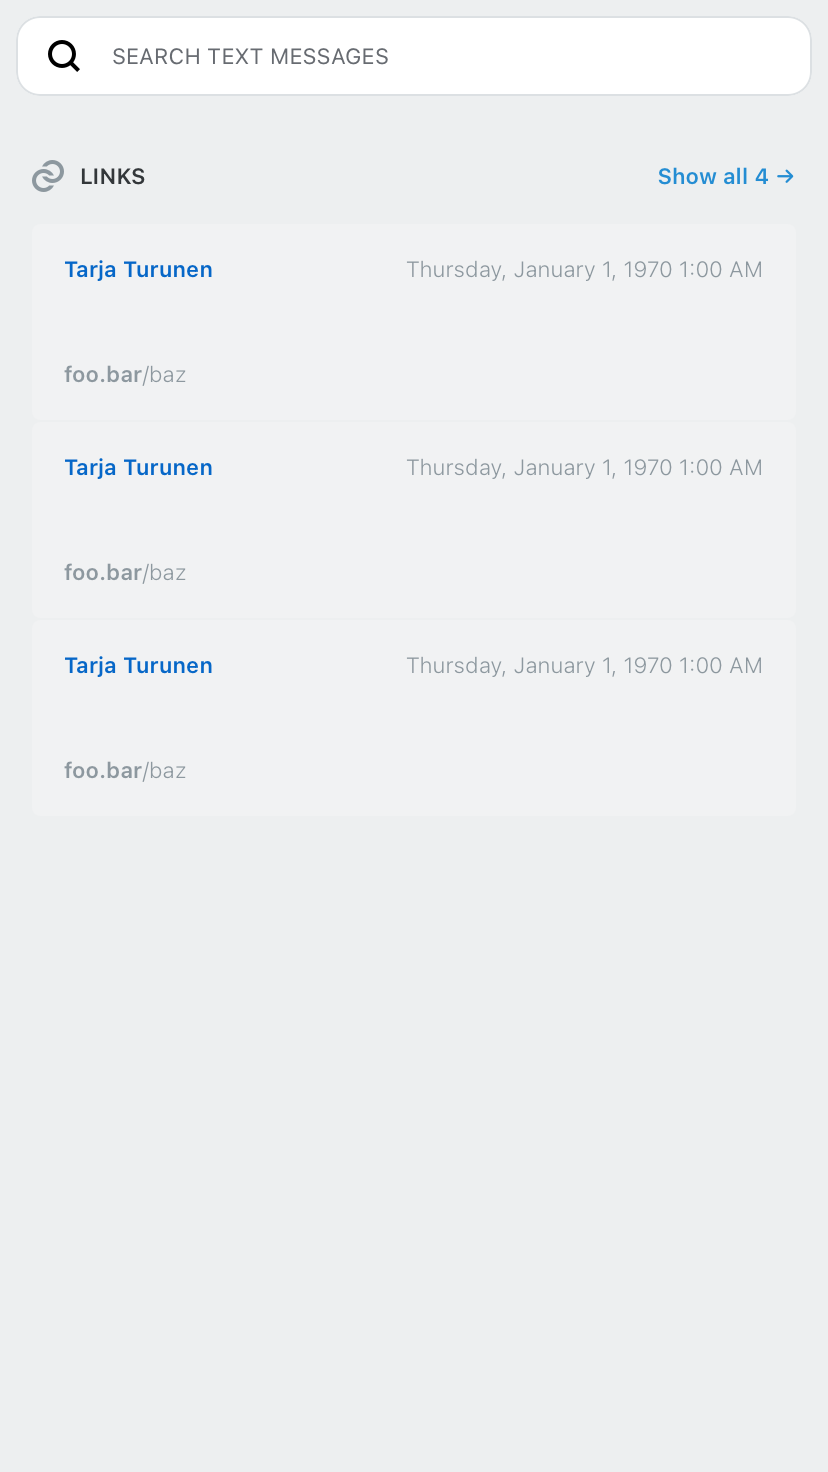 SEARCH TEXT MESSAGES
LINKS Show all 4 →
Tarja Turunen Thursday, January 1, 1970 1:00 AM
foo.bar/baz
Tarja Turunen Thursday, January 1, 1970 1:00 AM
foo.bar/baz
Tarja Turunen Thursday, January 1, 1970 1:00 AM
foo.bar/baz